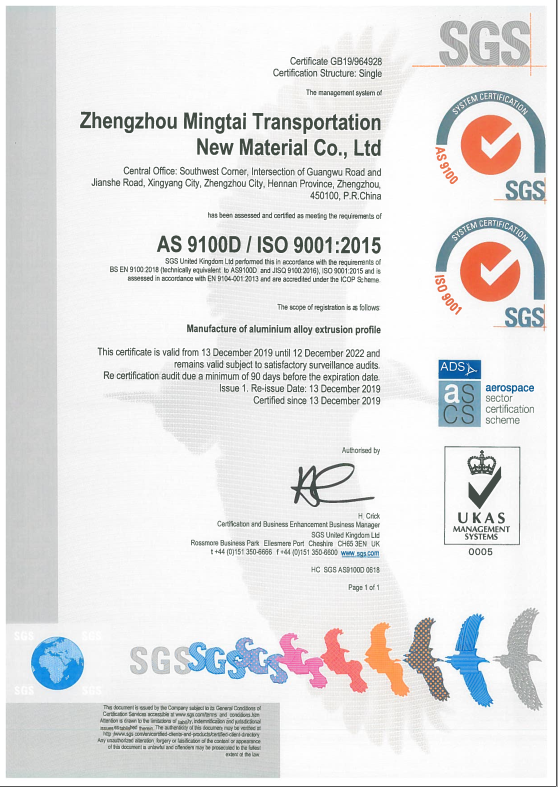 SGS
Certificate GB19/964928
Certification Structure: Single
The management system of
Zhengzhou Mingtai Transportation
New Material Co., Ltd
Central Office: Southwest Corner, Intersection of Guangwu Road and
Jianshe Road, Xingyang City, Zhengzhou City, Hennan Province, Zhengzhou,
450100, P.R.China
has been assessed and certified as meeting the requirements of
AS 9100D / ISO 9001:2015
SGS United Kingdom Ltd performed this in accordance with the requirements of
BS EN 9100:2018 (technically equivalent to AS9100D and JISQ 9100:2016), ISO 9001:2015 and is
assessed in accordance with EN 9104-001:2013 and are accredited under the ICOP Scheme.
The scope of registration is as follows:
Manufacture of aluminium alloy extrusion profile
This certificate is valid from 13 December 2019 until 12 December 2022 and
remains valid subject to satisfactory surveillance audits.
Re certification audit due a minimum of 90 days before the expiration date.
Issue 1. Re-issue Date: 13 December 2019
Certified since 13 December 2019
SYSTEM CERTIFICATION
AS 9100
SGS
SYSTEM CERTIFICATION
ISO 9001
SGS
ADS
as
CS
aerospace
sector
certification
scheme
Authorised by
H. Crick
Certification and Business Enhancement Business Manager
SGS United Kingdom Ltd
Rossmore Business Park Ellesmere Port Cheshire CH65 3EN UK
t +44 (0)151 350-6666 f +44 (0)151 350-6600 www.sgs.com
HC SGS AS9100D 0618
Page 1 of 1
UKAS
MANAGEMENT
SYSTEMS
0005
SGS SGS
SGS SGS
SGS SGS SGS
This document is issued by the Company subject to its General Conditions of
Certification Services accessible at www.sgs.com/terms_and_conditions.htm.
Attention is drawn to the limitations of liability, indemnification and jurisdictional
issues established therein. The authenticity of this document may be verified at
http://www.sgs.com/en/certified-clients-and-products/certified-client-directory.
Any unauthorized alteration, forgery or falsification of the content or appearance
of this document is unlawful and offenders may be prosecuted to the fullest
extent of the law.